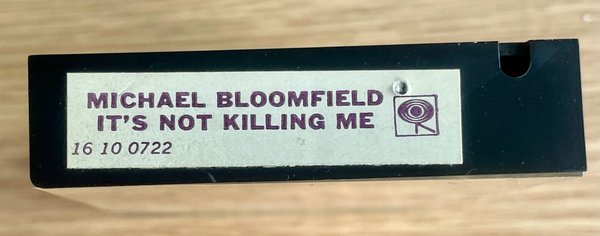 MICHAEL BLOOMFIELD
IT'S NOT KILLING ME
16 10 0722